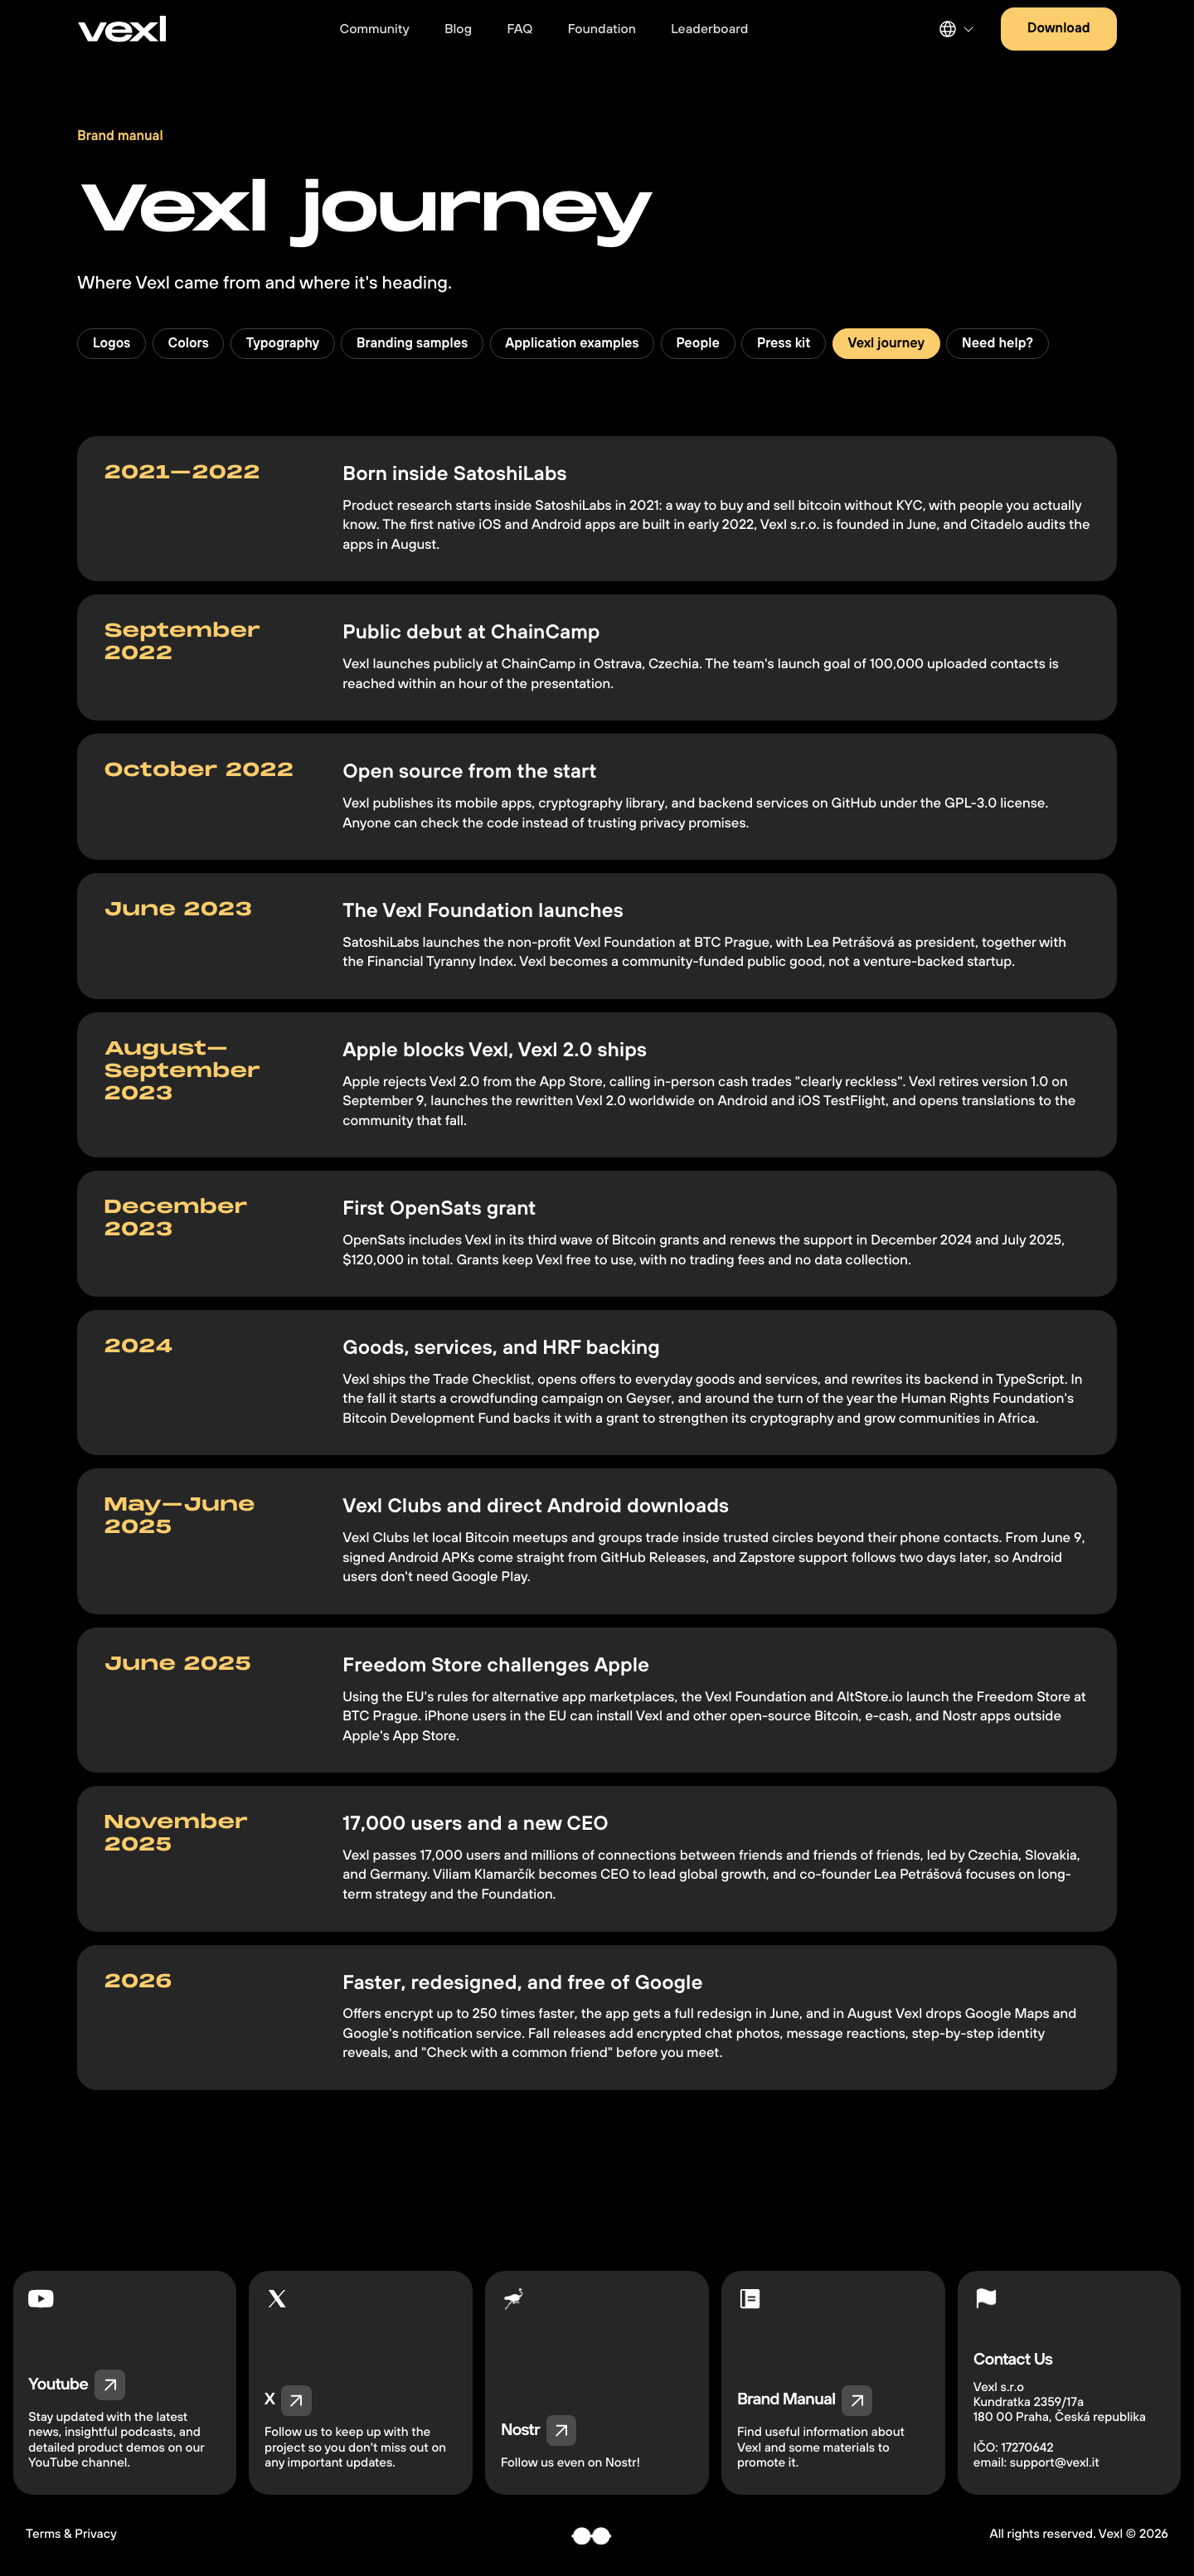 vexl
Community Blog FAQ Foundation Leaderboard
Download
Brand manual
Vexl journey
Where Vexl came from and where it's heading.
Logos Colors Typography Branding samples Application examples People Press kit Vexl journey Need help?
2021—2022
Born inside SatoshiLabs
Product research starts inside SatoshiLabs in 2021: a way to buy and sell bitcoin without KYC, with people you actually
know. The first native iOS and Android apps are built in early 2022, Vexl s.r.o. is founded in June, and Citadelo audits the
apps in August.
September
2022
Public debut at ChainCamp
Vexl launches publicly at ChainCamp in Ostrava, Czechia. The team's launch goal of 100,000 uploaded contacts is
reached within an hour of the presentation.
October 2022
Open source from the start
Vexl publishes its mobile apps, cryptography library, and backend services on GitHub under the GPL-3.0 license.
Anyone can check the code instead of trusting privacy promises.
June 2023
The Vexl Foundation launches
SatoshiLabs launches the non-profit Vexl Foundation at BTC Prague, with Lea Petrášová as president, together with
the Financial Tyranny Index. Vexl becomes a community-funded public good, not a venture-backed startup.
August—
September
2023
Apple blocks Vexl, Vexl 2.0 ships
Apple rejects Vexl 2.0 from the App Store, calling in-person cash trades "clearly reckless". Vexl retires version 1.0 on
September 9, launches the rewritten Vexl 2.0 worldwide on Android and iOS TestFlight, and opens translations to the
community that fall.
December
2023
First OpenSats grant
OpenSats includes Vexl in its third wave of Bitcoin grants and renews the support in December 2024 and July 2025,
$120,000 in total. Grants keep Vexl free to use, with no trading fees and no data collection.
2024
Goods, services, and HRF backing
Vexl ships the Trade Checklist, opens offers to everyday goods and services, and rewrites its backend in TypeScript. In
the fall it starts a crowdfunding campaign on Geyser, and around the turn of the year the Human Rights Foundation's
Bitcoin Development Fund backs it with a grant to strengthen its cryptography and grow communities in Africa.
May—June
2025
Vexl Clubs and direct Android downloads
Vexl Clubs let local Bitcoin meetups and groups trade inside trusted circles beyond their phone contacts. From June 9,
signed Android APKs come straight from GitHub Releases, and Zapstore support follows two days later, so Android
users don't need Google Play.
June 2025
Freedom Store challenges Apple
Using the EU's rules for alternative app marketplaces, the Vexl Foundation and AltStore.io launch the Freedom Store at
BTC Prague. iPhone users in the EU can install Vexl and other open-source Bitcoin, e-cash, and Nostr apps outside
Apple's App Store.
November
2025
17,000 users and a new CEO
Vexl passes 17,000 users and millions of connections between friends and friends of friends, led by Czechia, Slovakia,
and Germany. Viliam Klamarčík becomes CEO to lead global growth, and co-founder Lea Petrášová focuses on long-
term strategy and the Foundation.
2026
Faster, redesigned, and free of Google
Offers encrypt up to 250 times faster, the app gets a full redesign in June, and in August Vexl drops Google Maps and
Google's notification service. Fall releases add encrypted chat photos, message reactions, step-by-step identity
reveals, and "Check with a common friend" before you meet.
Youtube
Stay updated with the latest
news, insightful podcasts, and
detailed product demos on our
YouTube channel.
X
Follow us to keep up with the
project so you don't miss out on
any important updates.
Nostr
Follow us even on Nostr!
Brand Manual
Find useful information about
Vexl and some materials to
promote it.
Contact Us
Vexl s.r.o
Kundratka 2359/17a
180 00 Praha, Česká republika
IČO: 17270642
email: support@vexl.it
Terms & Privacy
All rights reserved. Vexl © 2026